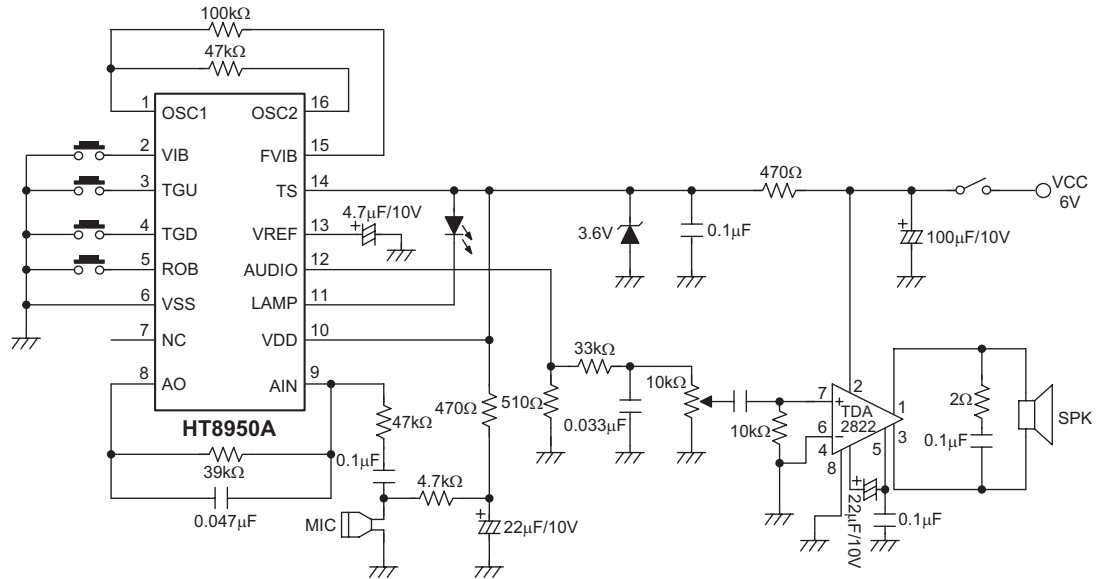 100kΩ
47kΩ
1 OSC1 OSC2 16
2 VIB FVIB 15
3 TGU TS 14
4 TGD VREF 13
5 ROB AUDIO 12
6 VSS LAMP 11
7 NC VDD 10
8 AO AIN 9
HT8950A
39kΩ
0.047µF
4.7µF/10V
+
47kΩ
0.1µF
MIC
4.7kΩ
470Ω
+
22µF/10V
510Ω
33kΩ
0.033µF
10kΩ
10kΩ
3.6V
0.1µF
470Ω
+
100µF/10V
VCC
6V
7 + 2
TDA
2822
6 −
4
8
5
1
3
+
22µF/10V
0.1µF
2Ω
0.1µF
SPK